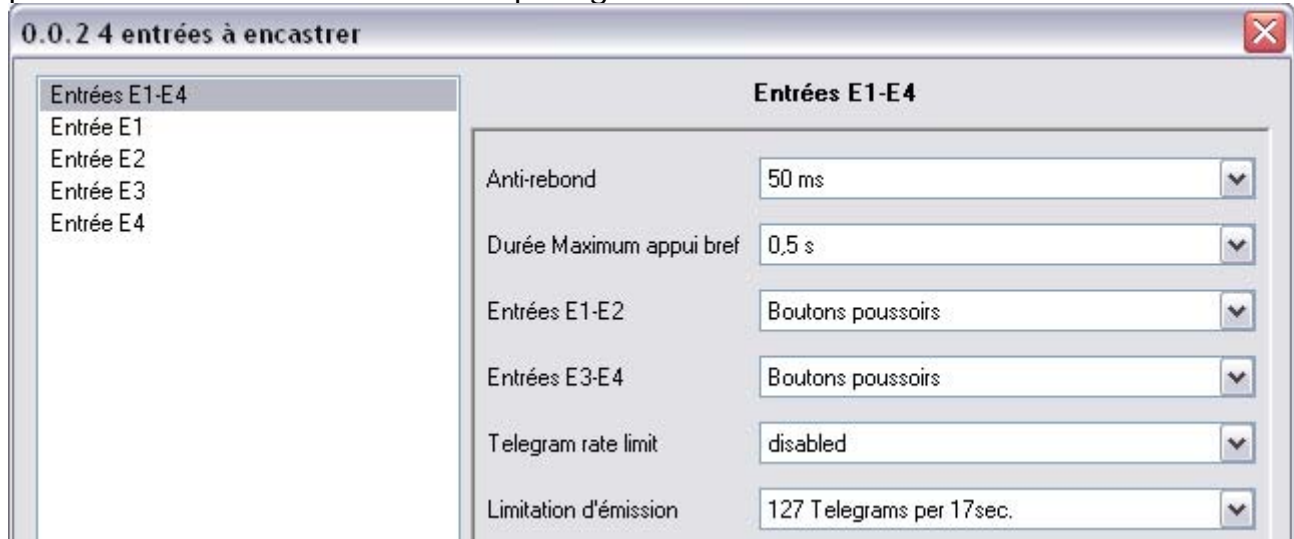 0.0.2 4 entrées à encastrer
Entrées E1-E4
Entrée E1
Entrée E2
Entrée E3
Entrée E4
Entrées E1-E4
Anti-rebond 50 ms
Durée Maximum appui bref 0,5 s
Entrées E1-E2 Boutons poussoirs
Entrées E3-E4 Boutons poussoirs
Telegram rate limit disabled
Limitation d'émission 127 Telegrams per 17sec.